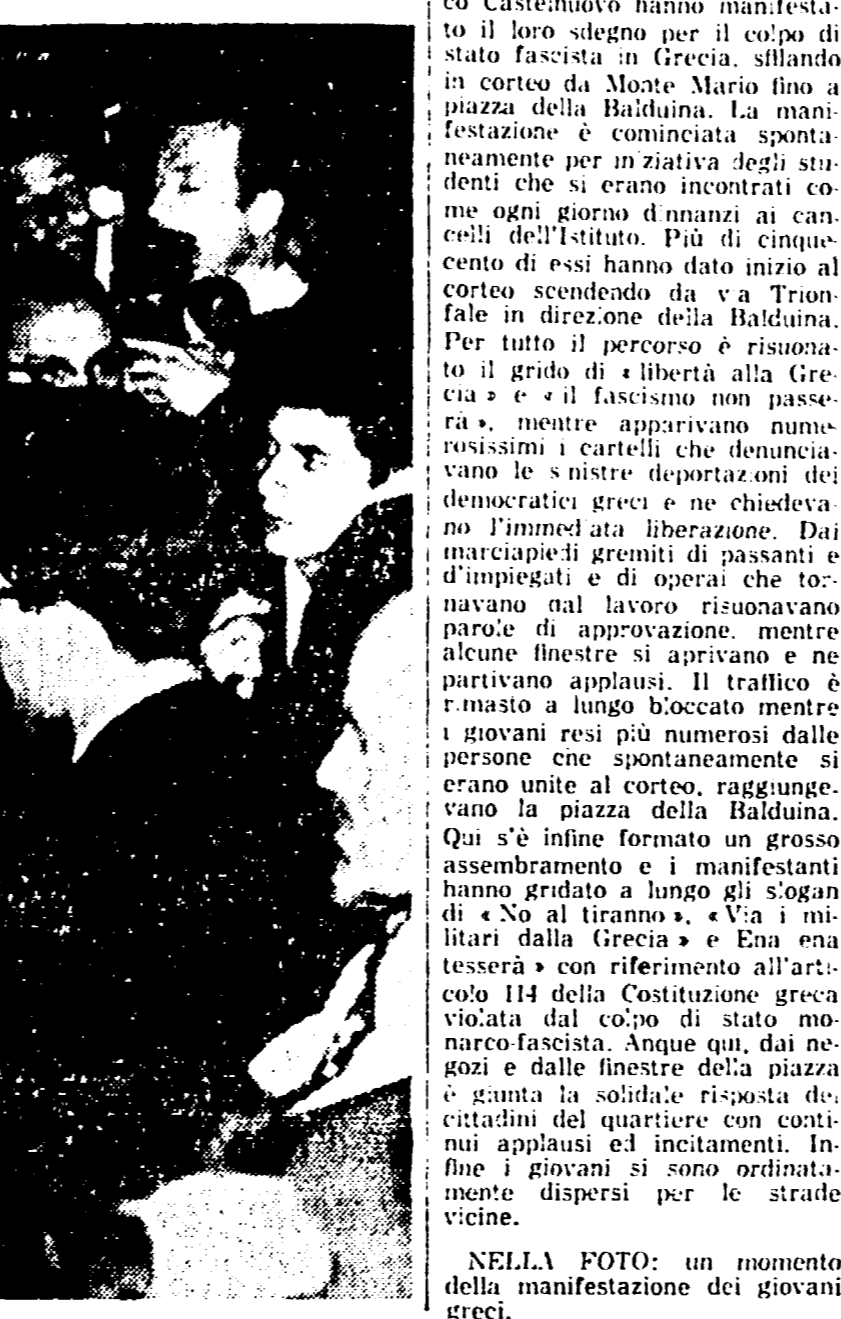 co Castelnuovo hanno manifesta-
to il loro sdegno per il colpo di
stato fascista in Grecia, sfilando
in corteo da Monte Mario fino a
piazza della Balduina. La mani-
festazione è cominciata sponta-
neamente per iniziativa degli stu-
denti che si erano incontrati co-
me ogni giorno dinnanzi ai can-
celli dell'Istituto. Più di cinque-
cento di essi hanno dato inizio al
corteo scendendo da via Trion-
fale in direzione della Balduina.
Per tutto il percorso è risuona-
to il grido di « libertà alla Gre-
cia » e « il fascismo non passe-
rà », mentre apparivano nume-
rosissimi i cartelli che denuncia-
vano le sinistre deportazioni dei
democratici greci e ne chiedeva-
no l'immediata liberazione. Dai
marciapiedi gremiti di passanti e
d'impiegati e di operai che tor-
navano dal lavoro risuonavano
parole di approvazione, mentre
alcune finestre si aprivano e ne
partivano applausi. Il traffico è
rimasto a lungo bloccato mentre
i giovani resi più numerosi dalle
persone che spontaneamente si
erano unite al corteo, raggiunge-
vano la piazza della Balduina.
Qui s'è infine formato un grosso
assembramento e i manifestanti
hanno gridato a lungo gli slogan
di « No al tiranno », « Via i mi-
litari dalla Grecia » e Ena ena
tesserà » con riferimento all'arti-
colo 114 della Costituzione greca
violata dal colpo di stato mo-
narco-fascista. Anque qui, dai ne-
gozi e dalle finestre della piazza
è giunta la solidale risposta dei
cittadini del quartiere con conti-
nui applausi ed incitamenti. In-
fine i giovani si sono ordinata-
mente dispersi per le strade
vicine.
NELLA FOTO: un momento
della manifestazione dei giovani
greci.